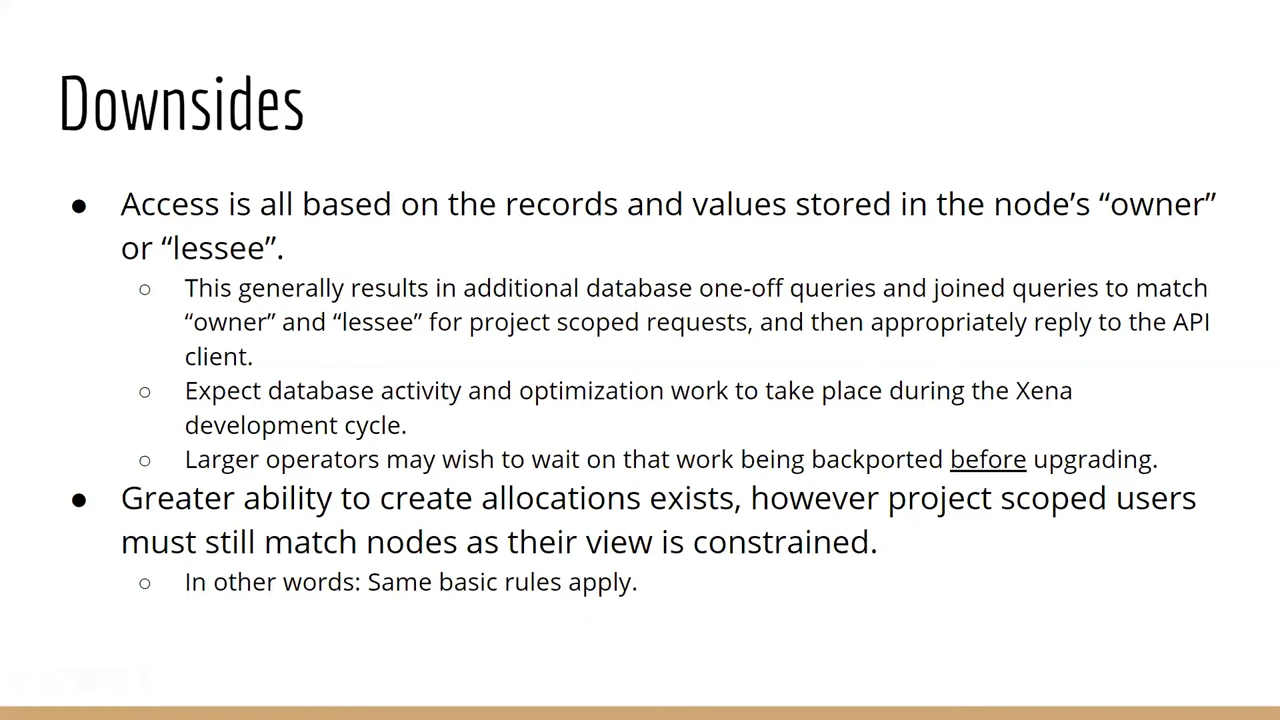 Downsides
● Access is all based on the records and values stored in the node’s “owner”
or “lessee”.
○ This generally results in additional database one-off queries and joined queries to match
“owner” and “lessee” for project scoped requests, and then appropriately reply to the API
client.
○ Expect database activity and optimization work to take place during the Xena
development cycle.
○ Larger operators may wish to wait on that work being backported before upgrading.
● Greater ability to create allocations exists, however project scoped users
must still match nodes as their view is constrained.
○ In other words: Same basic rules apply.